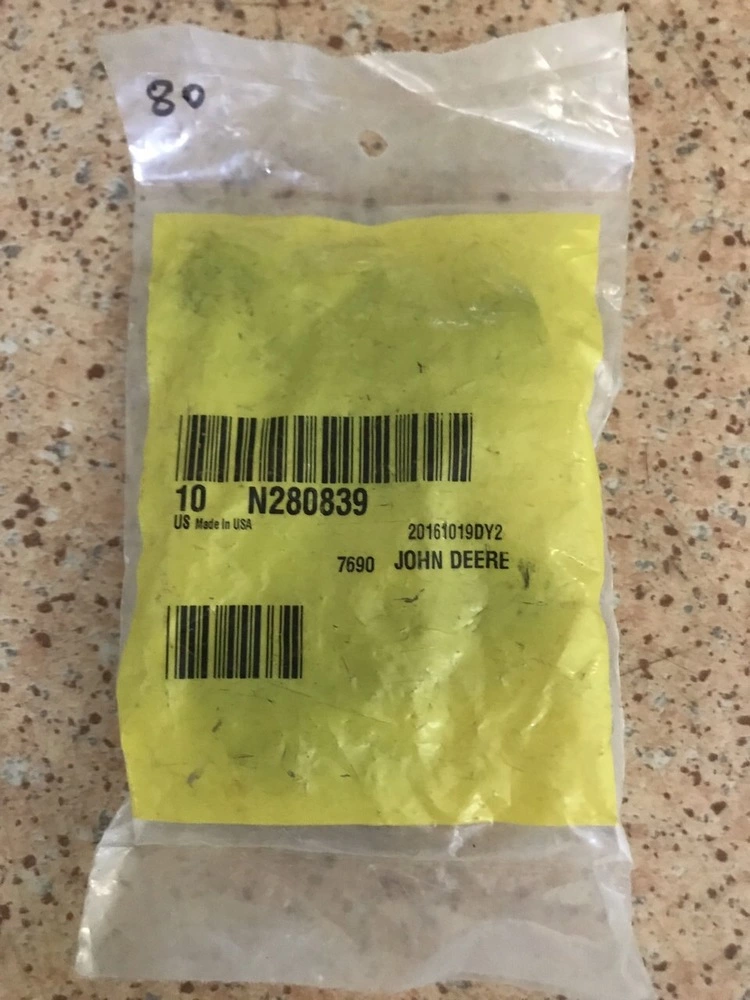 80
10 N280839
US Made In USA
20161019DY2
7690 JOHN DEERE